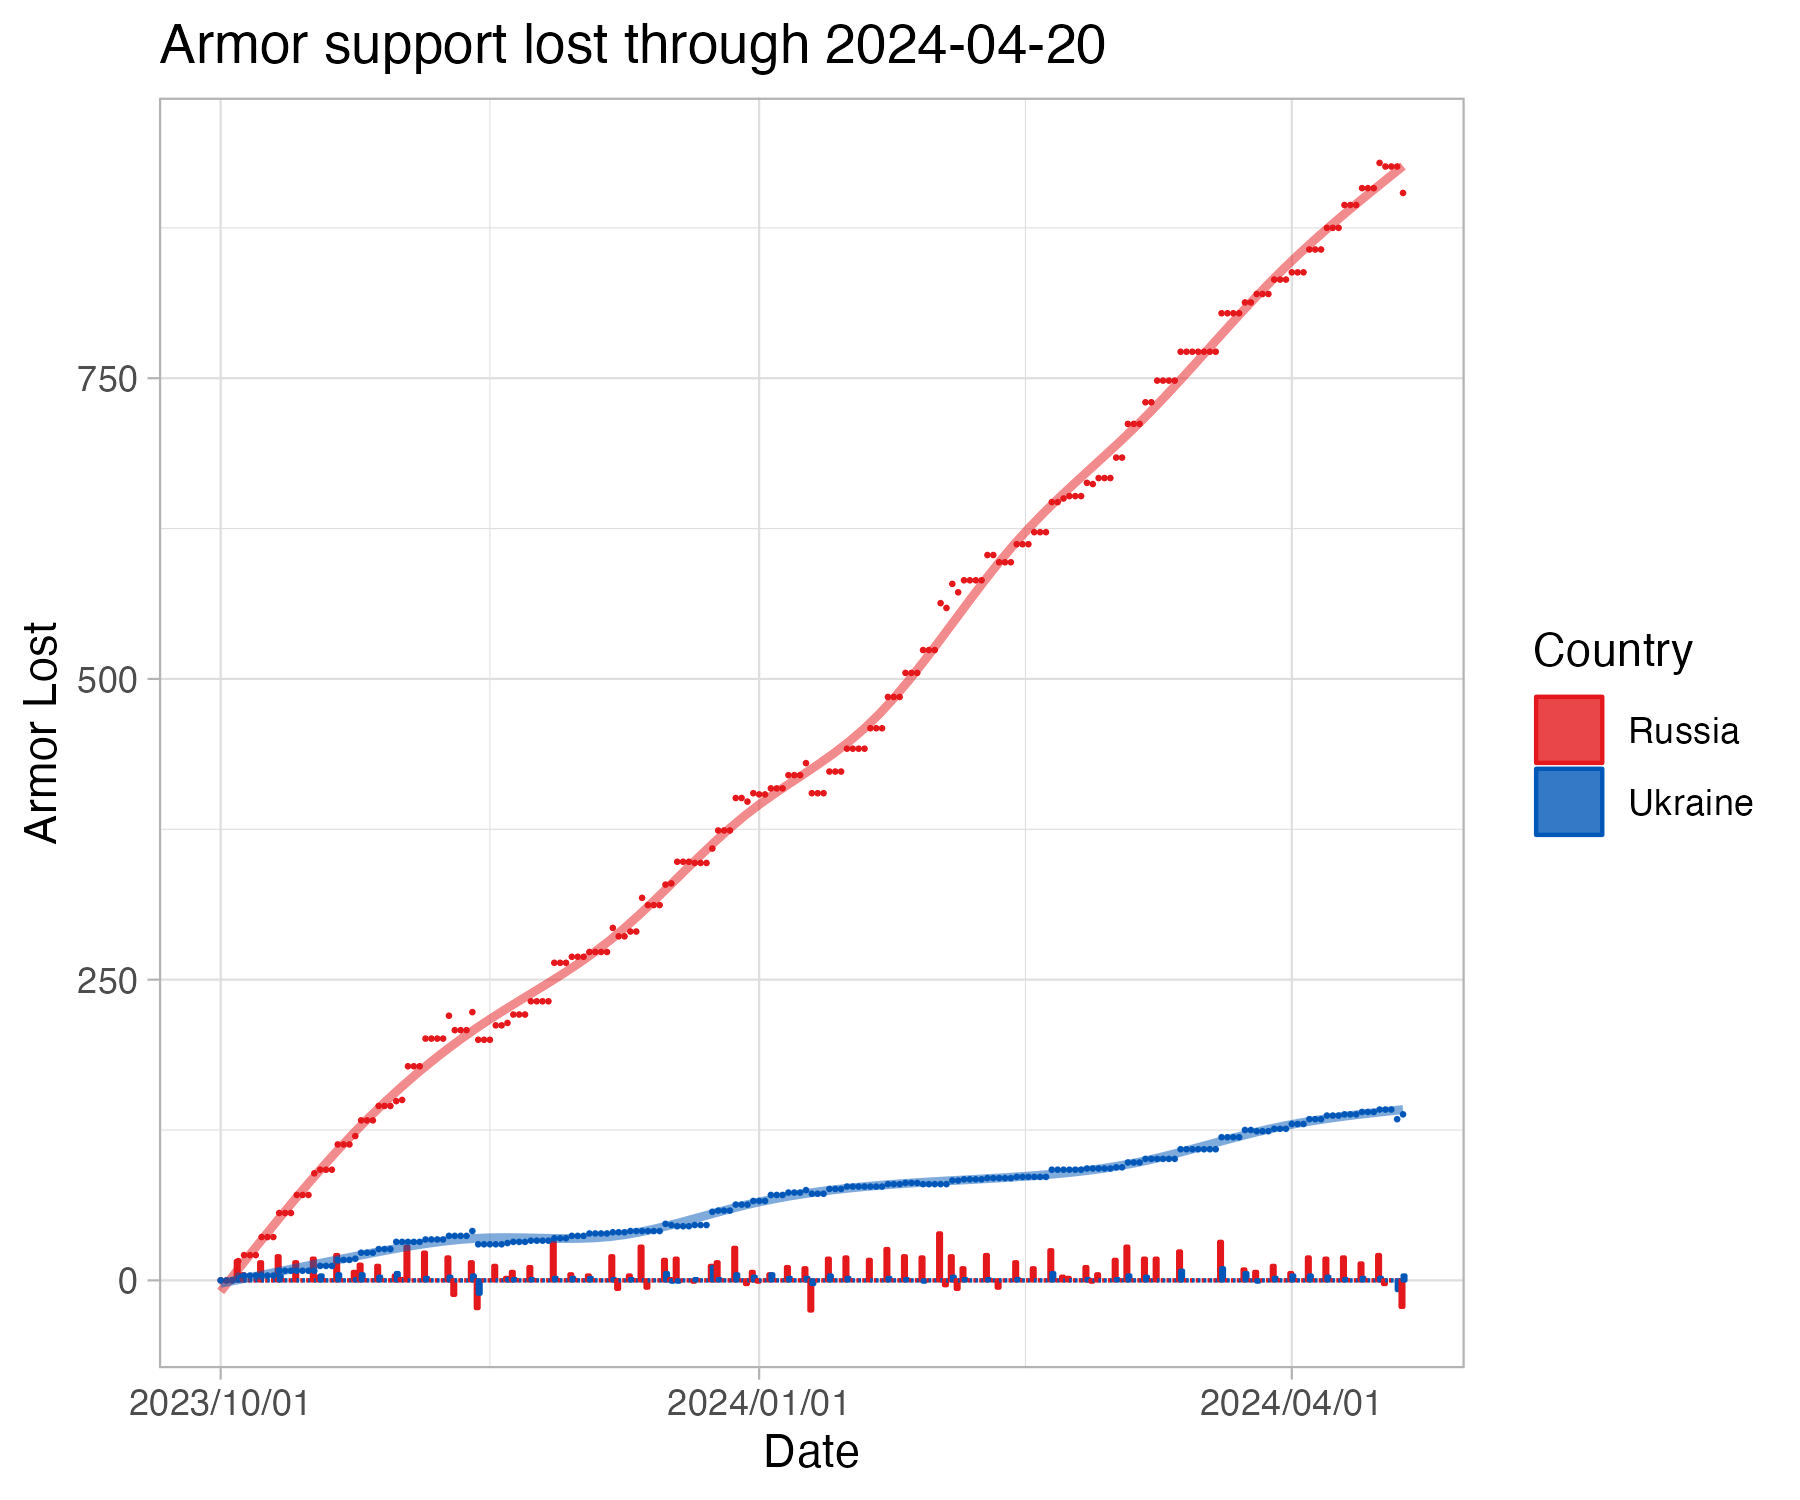 Armor support lost through 2024-04-20
Armor Lost
750
500
250
0
2023/10/01
2024/01/01
2024/04/01
Date
Country
Russia
Ukraine